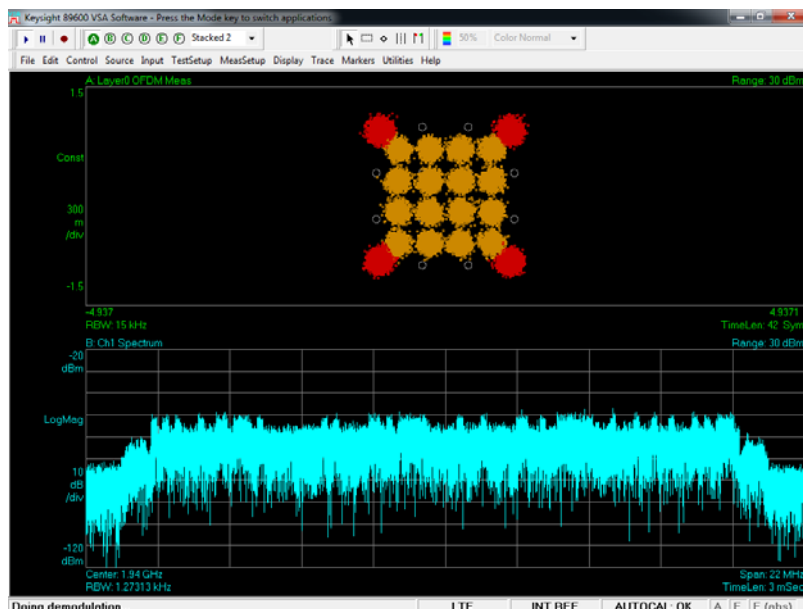 Keysight 89600 VSA Software - Press the Mode key to switch applications
A B C D E F Stacked 2 50% Color Normal
File Edit Control Source Input TestSetup MeasSetup Display Trace Markers Utilities Help
A: Layer0 OFDM Meas Range: 30 dBm
1.5
Const
300
m
/div
-1.5
-4.937 4.9371
RBW: 15 kHz TimeLen: 42 Sym
B: Ch1 Spectrum Range: 30 dBm
-20
dBm
LogMag
10
dB
/div
-120
dBm
Center: 1.94 GHz Span: 22 MHz
RBW: 1.27313 kHz TimeLen: 3 mSec
Doing demodulation LTE INT REF AUTOCAL: OK A E E (obs)